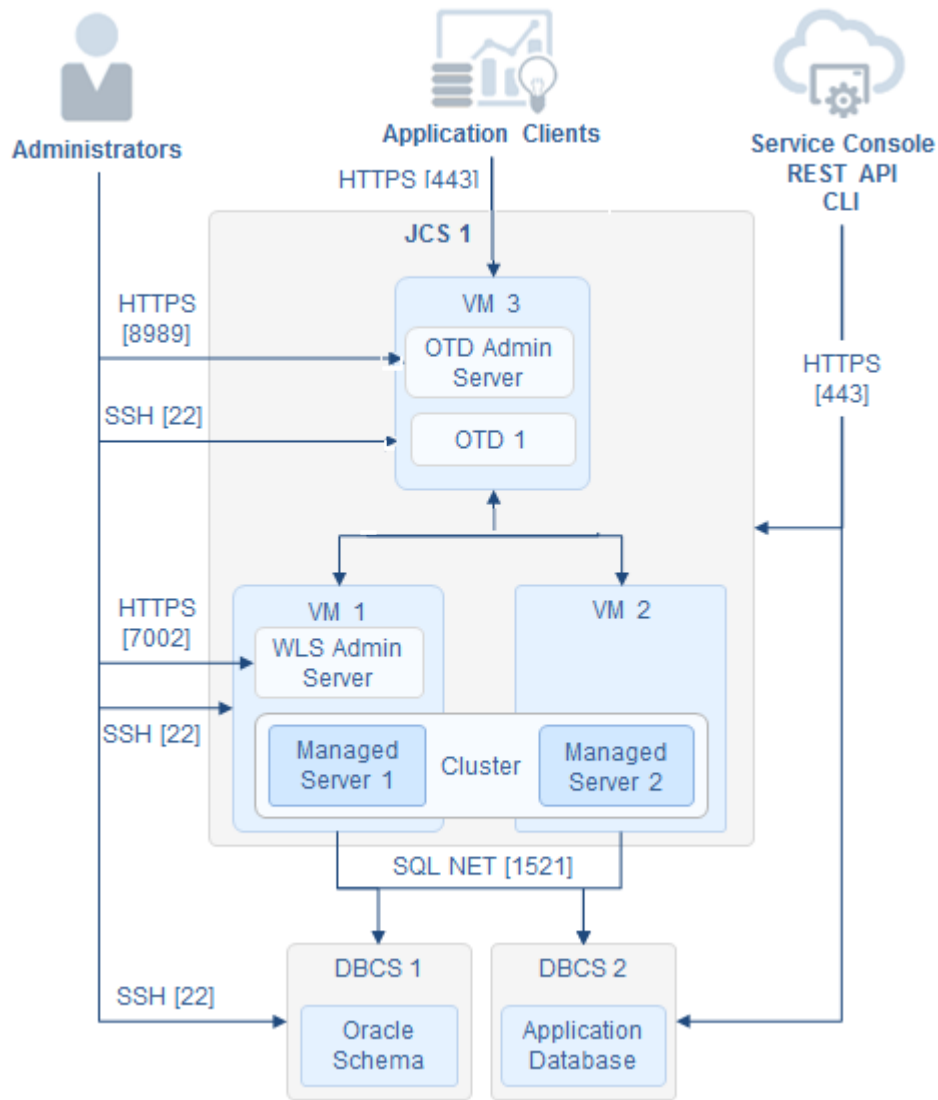 Administrators
Application Clients
Service Console
REST API
CLI
HTTPS [443]
JCS 1
VM 3
HTTPS
[8989]
OTD Admin
Server
HTTPS
[443]
SSH [22]
OTD 1
HTTPS
[7002]
VM 1
VM 2
WLS Admin
Server
SSH [22]
Managed
Server 1
Cluster
Managed
Server 2
SQL NET [1521]
DBCS 1
DBCS 2
SSH [22]
Oracle
Schema
Application
Database